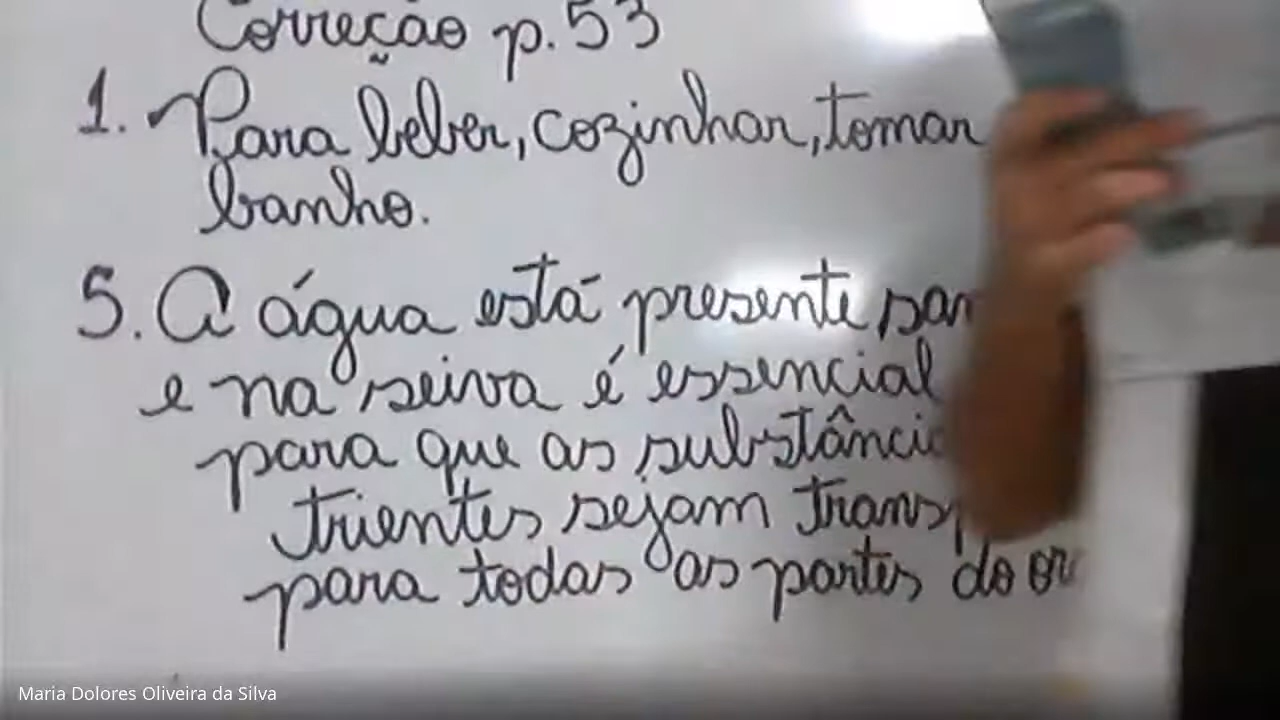 Correção p.53
1. Para beber, cozinhar, tomar
banho.
5. A água está presente
e na seiva é essencial
para que as
trientes sejam
para todas as partes do
Maria Dolores Oliveira da Silva